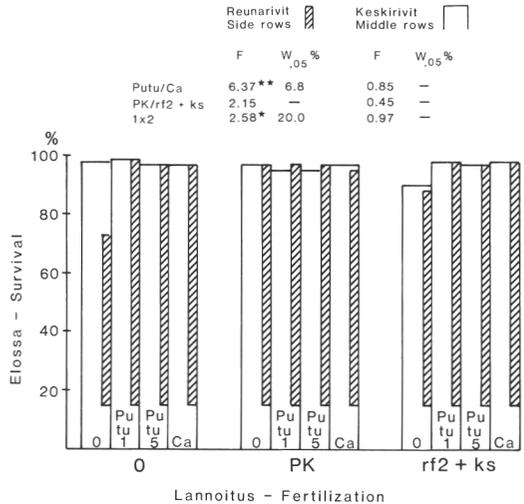 Reunarivit Keskirivit
Side rows Middle rows
F W.05% F W.05%
Putu/Ca 6.37** 6.8 0.85 —
PK/rf2 + ks 2.15 — 0.45 —
1x2 2.58* 20.0 0.97 —
%
100
80
60
40
20
Elossa – Survival
Pu Pu Pu Pu Pu Pu
tu tu tu tu tu tu
0 1 5 Ca 0 1 5 Ca 0 1 5 Ca
0 PK rf2 + ks
Lannoitus – Fertilization